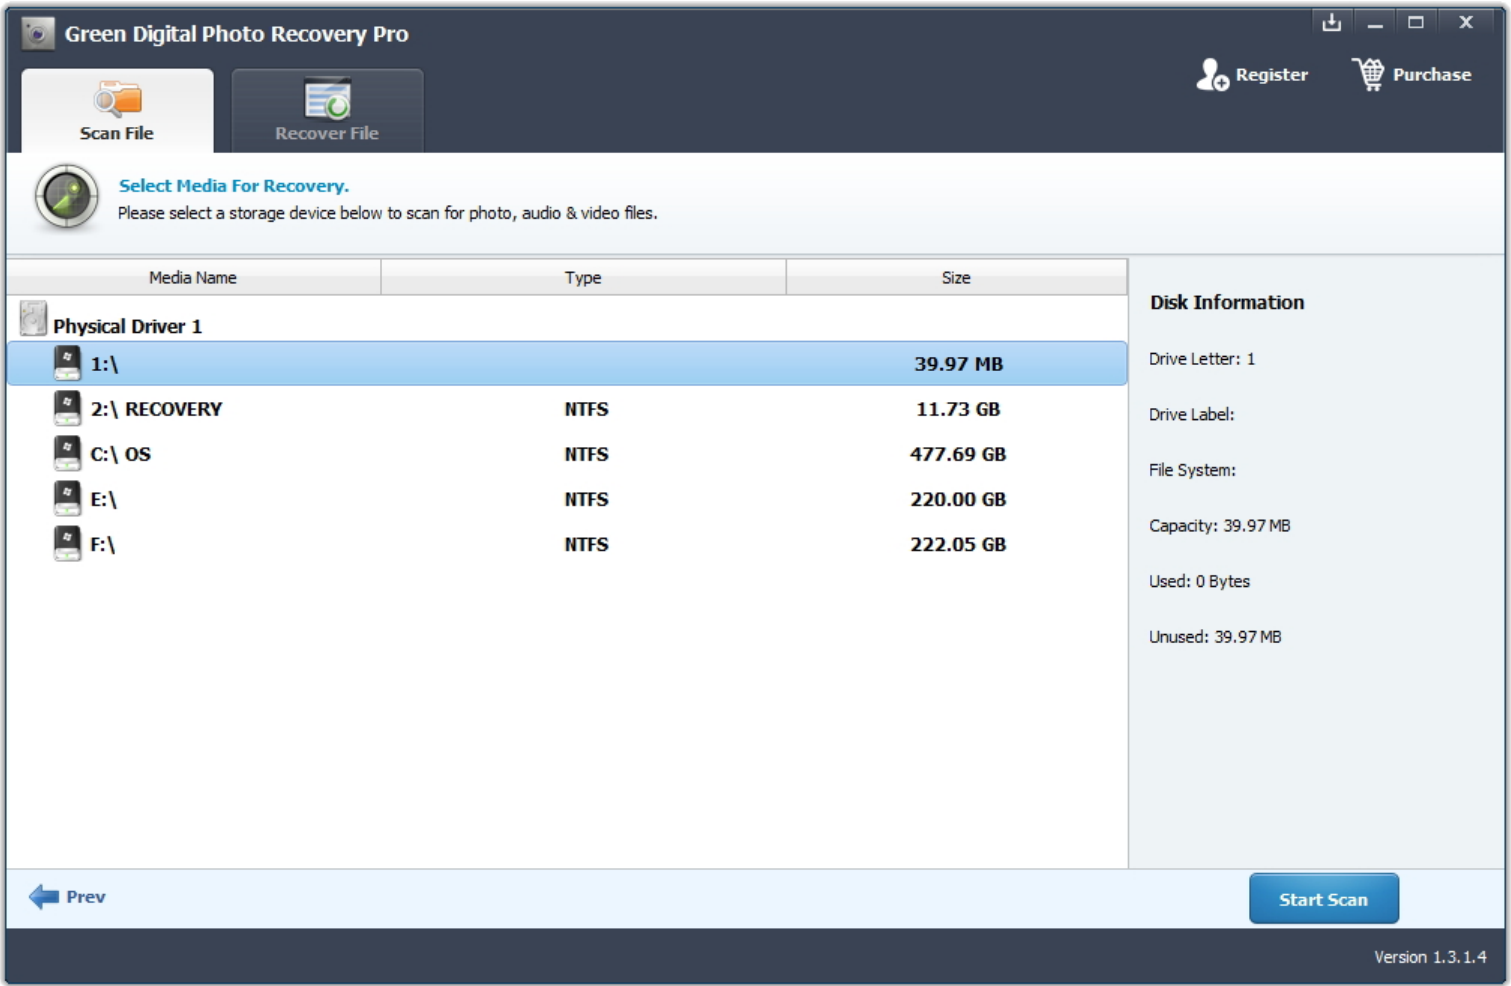 Green Digital Photo Recovery Pro
Register
Purchase
Scan File
Recover File
Select Media For Recovery.
Please select a storage device below to scan for photo, audio & video files.
Media Name Type Size
Physical Driver 1
1:\ 39.97 MB
2:\ RECOVERY NTFS 11.73 GB
C:\ OS NTFS 477.69 GB
E:\ NTFS 220.00 GB
F:\ NTFS 222.05 GB
Disk Information
Drive Letter: 1
Drive Label:
File System:
Capacity: 39.97 MB
Used: 0 Bytes
Unused: 39.97 MB
Prev
Start Scan
Version 1.3.1.4